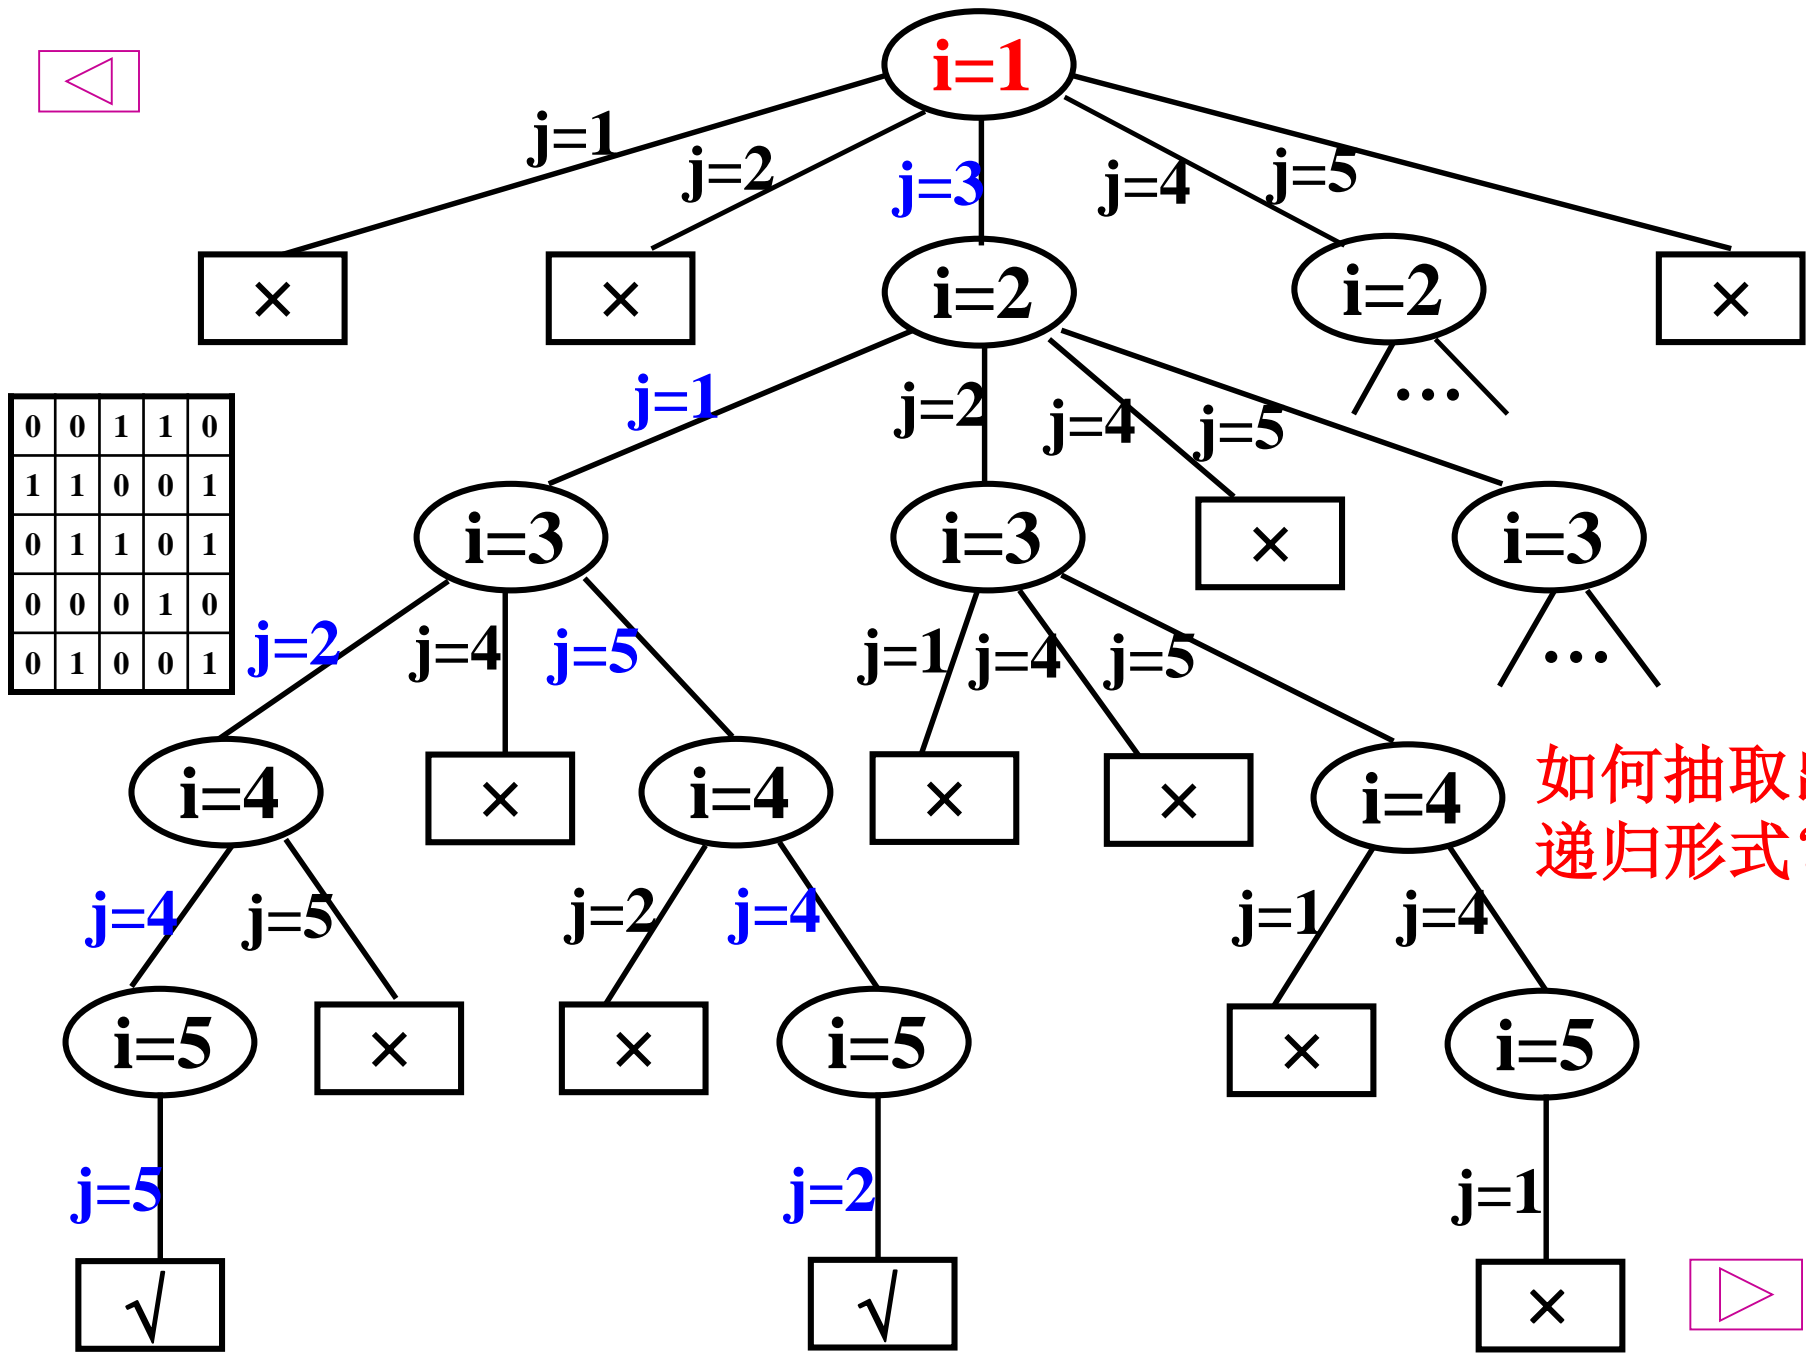 i=1
j=1
j=2
j=3
j=4
j=5
×
×
i=2
i=2
×
j=1
j=2
j=4
j=5
...
0 0 1 1 0
1 1 0 0 1
0 1 1 0 1
0 0 0 1 0
0 1 0 0 1
i=3
i=3
×
i=3
j=2
j=4
j=5
j=1
j=4
j=5
...
i=4
×
i=4
×
×
i=4
如何抽取
递归形式
j=4
j=5
j=2
j=4
j=1
j=4
i=5
×
×
i=5
×
i=5
j=5
j=2
j=1
√
√
×